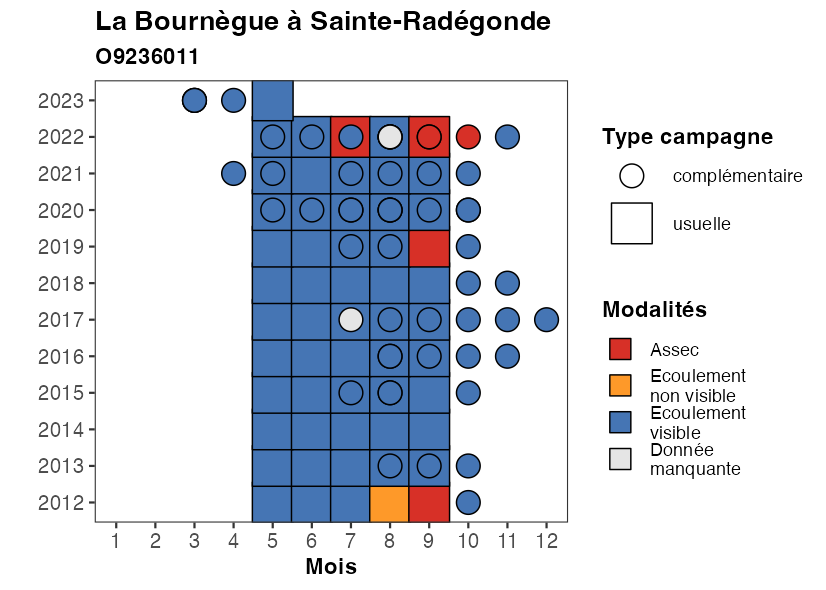 La Bournègue à Sainte-Radégonde
O9236011
2023
2022
2021
2020
2019
2018
2017
2016
2015
2014
2013
2012
1 2 3 4 5 6 7 8 9 10 11 12
Mois
Type campagne
complémentaire
usuelle
Modalités
Assec
Ecoulement
non visible
Ecoulement
visible
Donnée
manquante